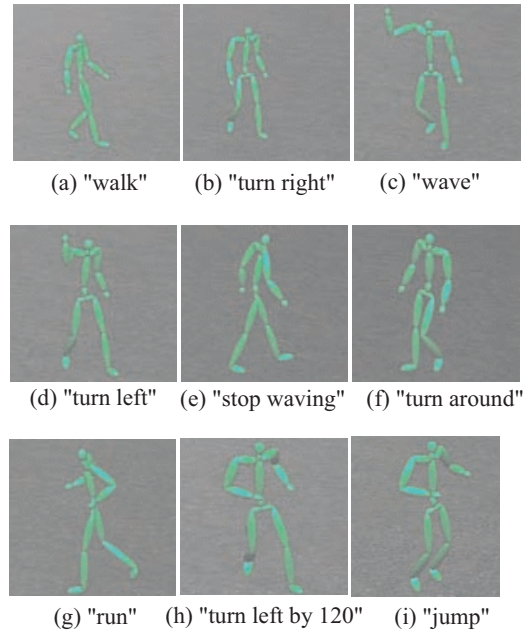 (a) "walk" (b) "turn right" (c) "wave"
(d) "turn left" (e) "stop waving" (f) "turn around"
(g) "run" (h) "turn left by 120" (i) "jump"